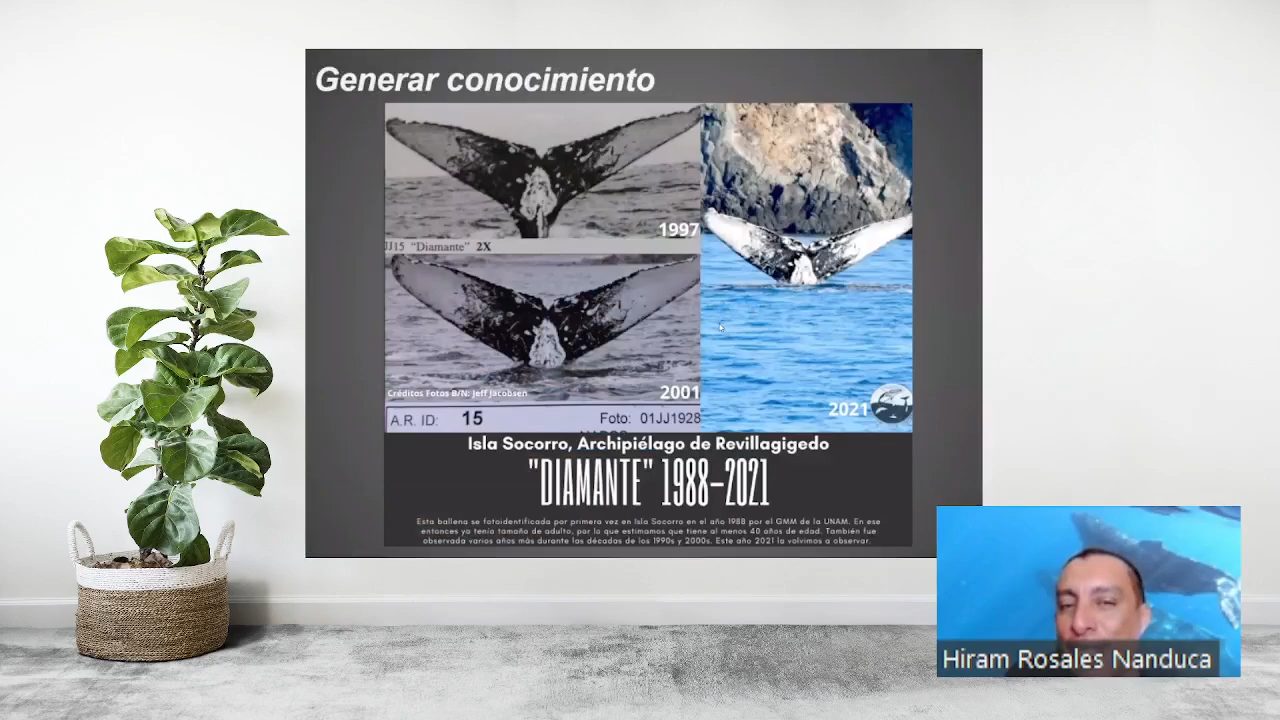 Generar conocimiento
1997
JJ15 "Diamante" 2X
Créditos Fotos B/N: Jeff Jacobsen
2001
2021
A.R. ID: 15 Foto: 01JJ1928
Isla Socorro, Archipiélago de Revillagigedo
"DIAMANTE" 1988-2021
Esta ballena se fotoidentificada por primera vez en Isla Socorro en el año 1988 por el GMM de la UNAM. En ese
entonces ya tenía tamaño de adulto, por lo que estimamos que tiene al menos 40 años de edad. También fue
observada varios años más durante las décadas de los 1990s y 2000s. Este año 2021 la volvimos a observar.
Hiram Rosales Nanduca